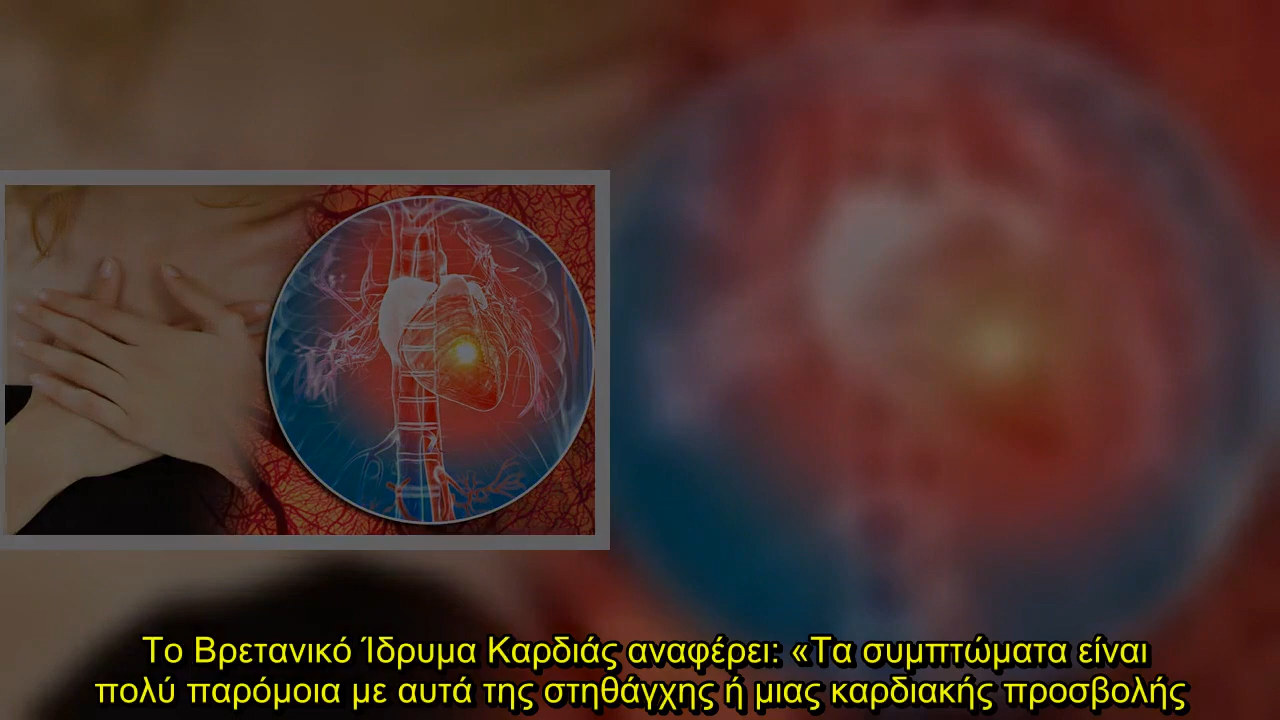 Το Βρετανικό Ίδρυμα Καρδιάς αναφέρει: «Τα συμπτώματα είναι
πολύ παρόμοια με αυτά της στηθάγχης ή μιας καρδιακής προσβολής